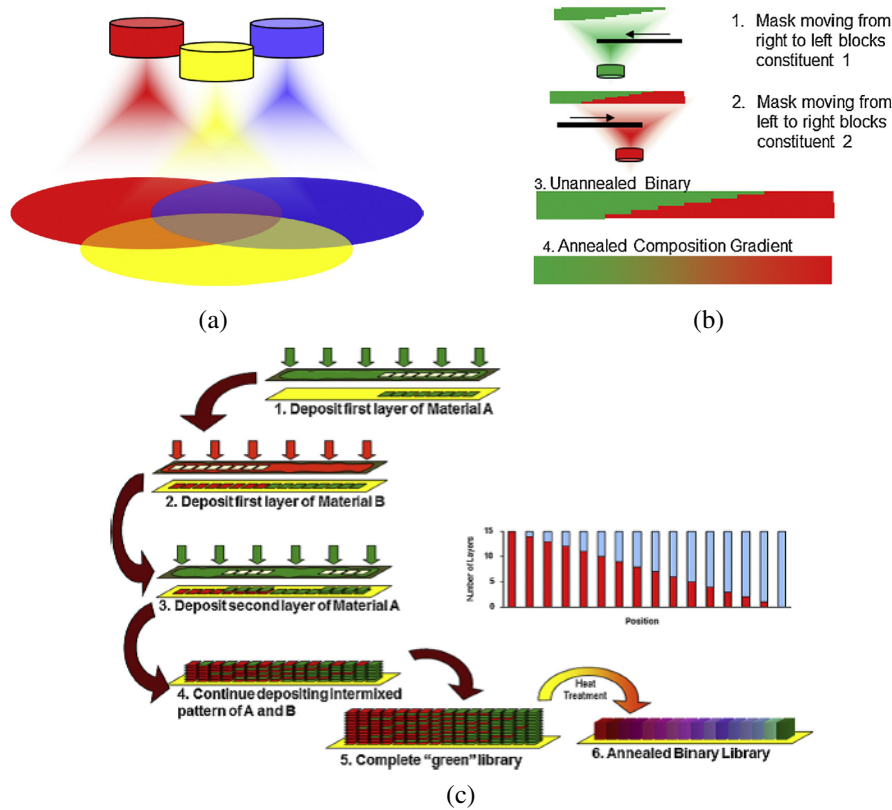 1. Mask moving from
right to left blocks
constituent 1
2. Mask moving from
left to right blocks
constituent 2
3. Unannealed Binary
4. Annealed Composition Gradient
(a)
(b)
1. Deposit first layer of Material A
2. Deposit first layer of Material B
3. Deposit second layer of Material A
15
10
5
0
Number of Layers
Position
4. Continue depositing intermixed
pattern of A and B
Heat
Treatment
5. Complete “green” library
6. Annealed Binary Library
(c)